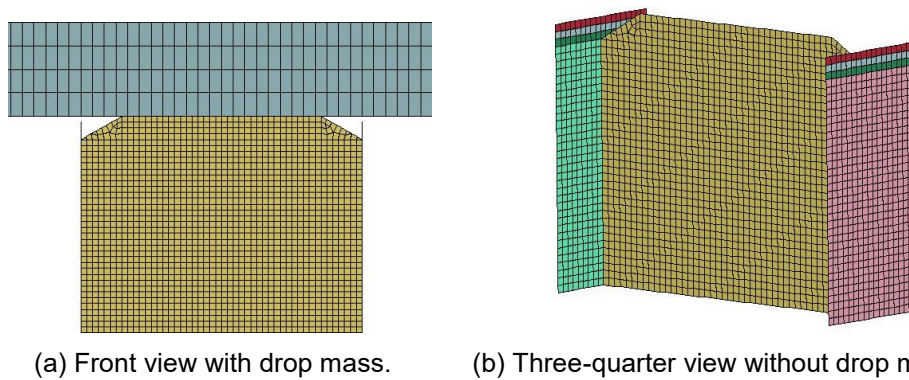 (a) Front view with drop mass.
(b) Three-quarter view without drop m